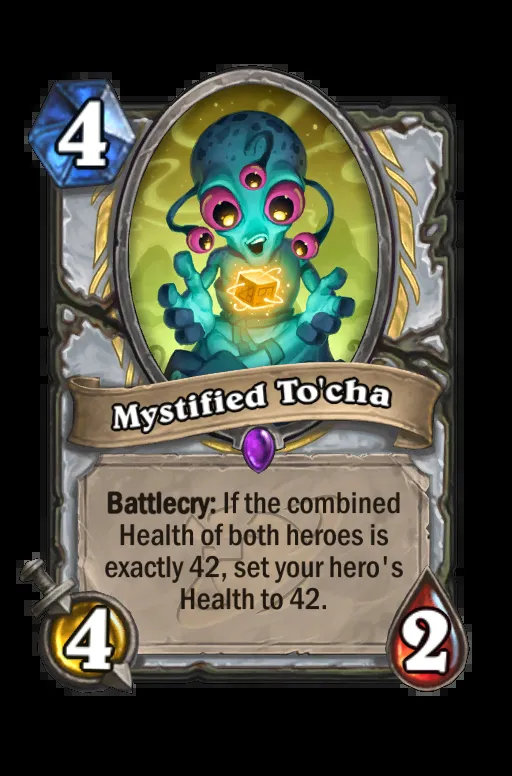 4
Mystified To'cha
Battlecry: If the combined
Health of both heroes is
exactly 42, set your hero's
Health to 42.
4
2